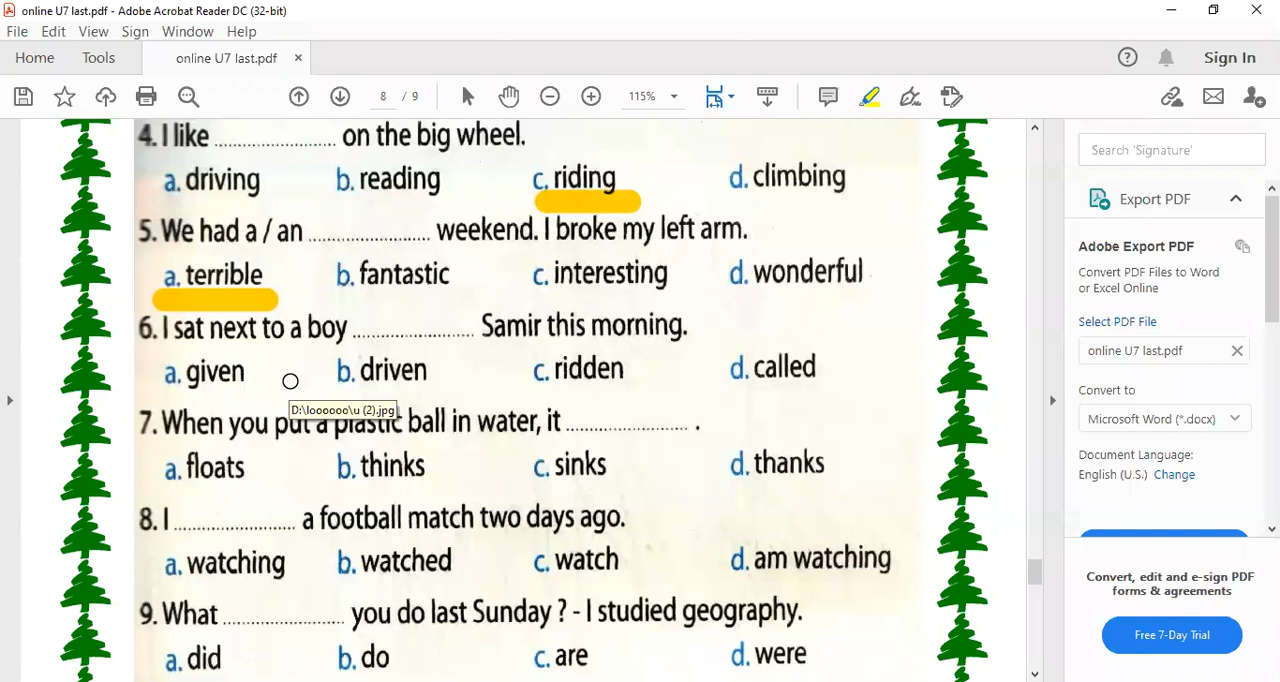 online U7 last.pdf - Adobe Acrobat Reader DC (32-bit)
File Edit View Sign Window Help
Home Tools online U7 last.pdf × Sign In
8 / 9 115%
4. I like ........................ on the big wheel.
a. driving b. reading c. riding d. climbing
5. We had a / an ........................ weekend. I broke my left arm.
a. terrible b. fantastic c. interesting d. wonderful
6. I sat next to a boy ........................ Samir this morning.
a. given b. driven c. ridden d. called
D:\loooooo\u (2).jpg
7. When you put a plastic ball in water, it ........................ .
a. floats b. thinks c. sinks d. thanks
8. I ........................ a football match two days ago.
a. watching b. watched c. watch d. am watching
9. What ........................ you do last Sunday ? - I studied geography.
a. did b. do c. are d. were
Search 'Signature'
Export PDF
Adobe Export PDF
Convert PDF Files to Word
or Excel Online
Select PDF File
online U7 last.pdf
Convert to
Microsoft Word (*.docx)
Document Language:
English (U.S.) Change
Convert, edit and e-sign PDF
forms & agreements
Free 7-Day Trial